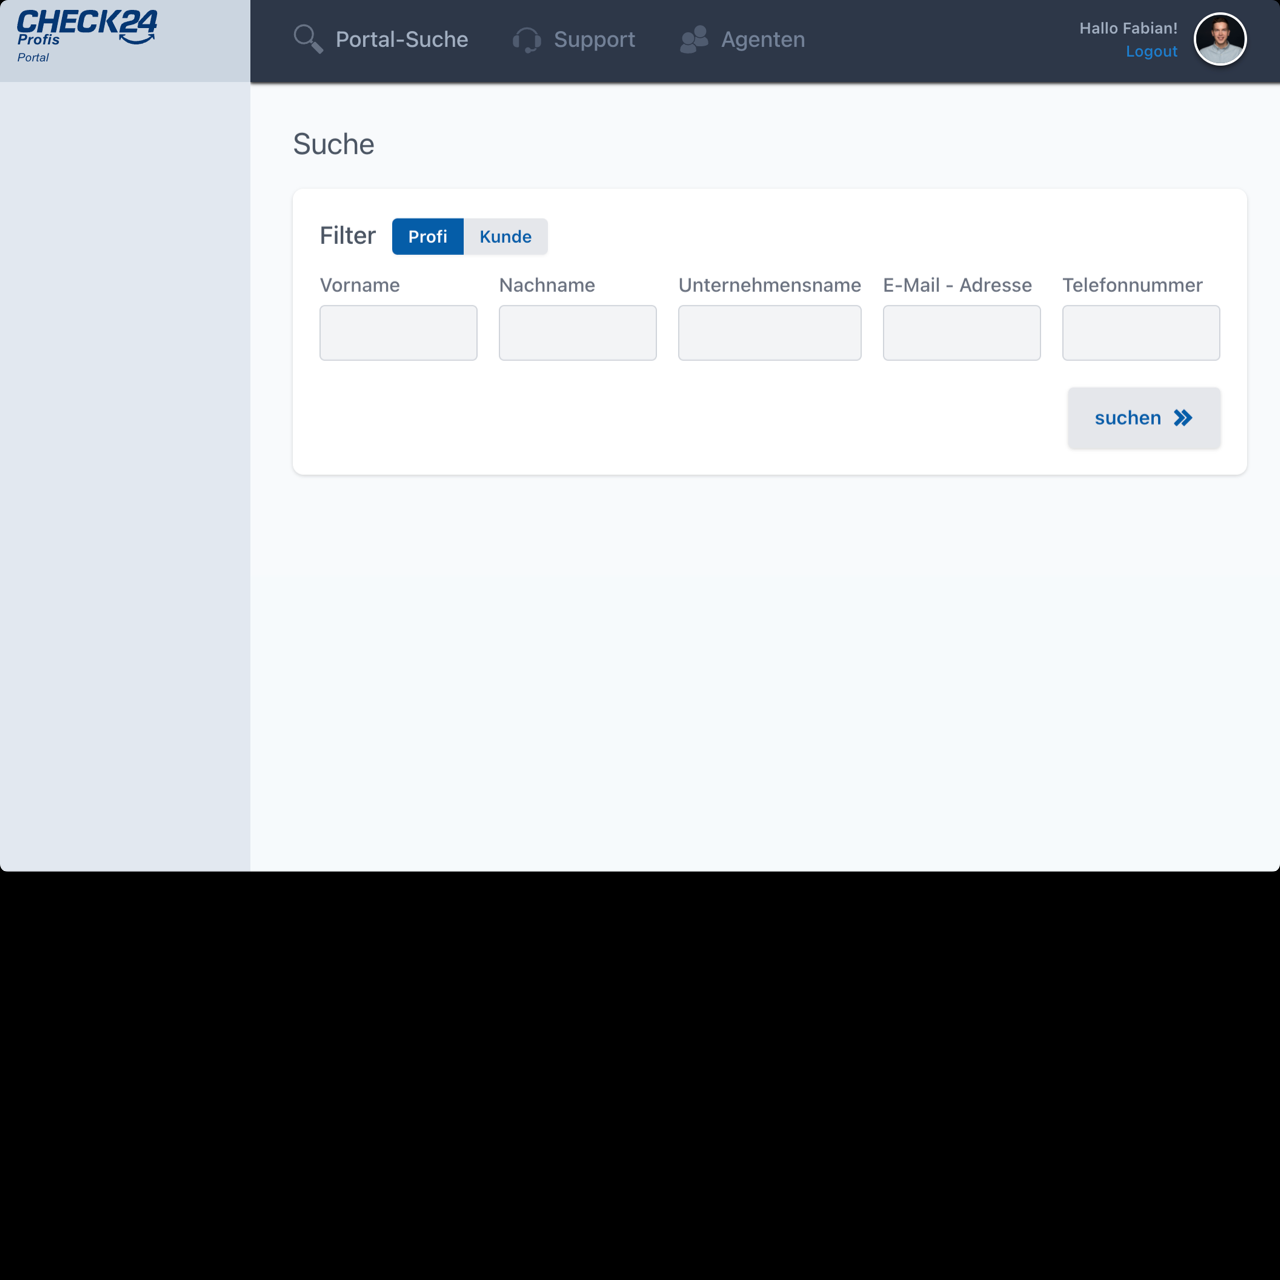 CHECK24
Profis
Portal
Portal-Suche
Support
Agenten
Hallo Fabian!
Logout
Suche
Filter
Profi
Kunde
Vorname
Nachname
Unternehmensname
E-Mail - Adresse
Telefonnummer
suchen